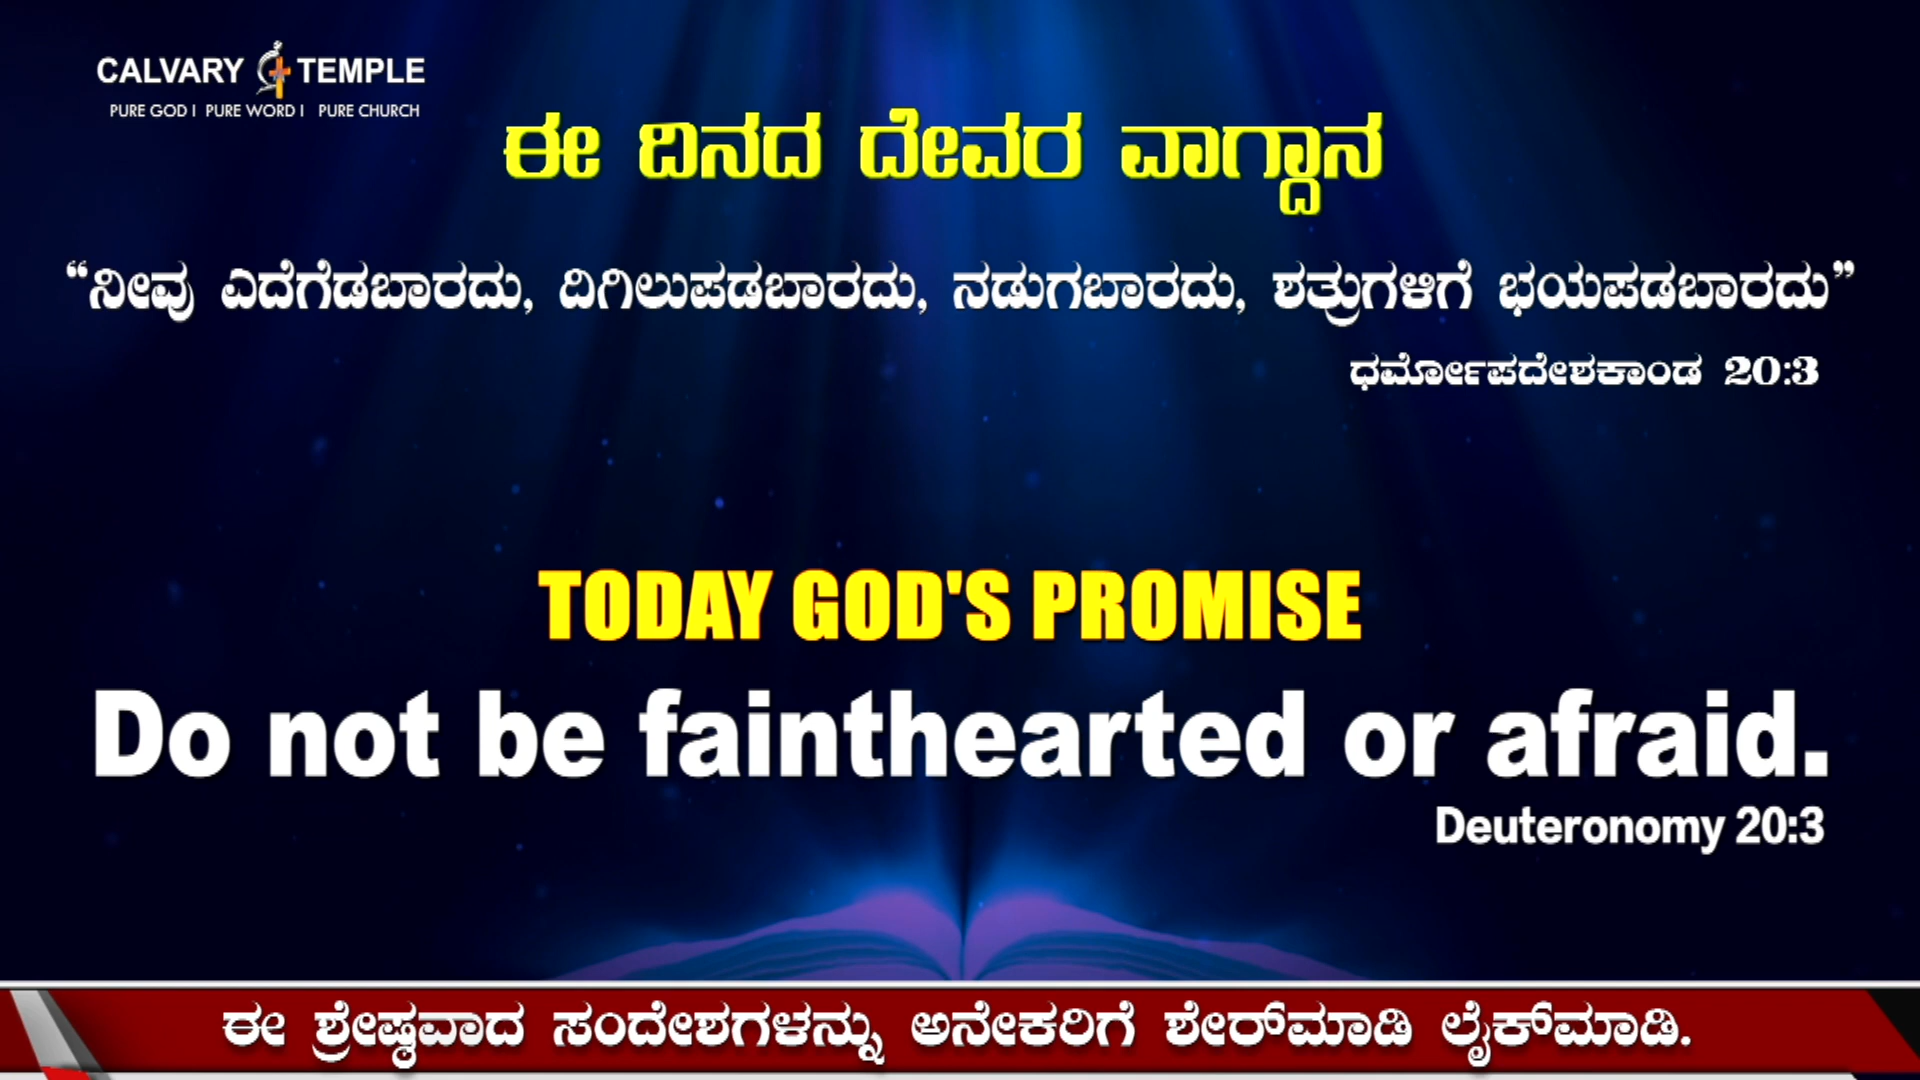 CALVARY TEMPLE
PURE GOD I PURE WORD I PURE CHURCH
ಈ ದಿನದ ದೇವರ ವಾಗ್ದಾನ
“ನೀವು ಎದೆಗೆಡಬಾರದು, ದಿಗಿಲುಪಡಬಾರದು, ನಡುಗಬಾರದು, ಶತ್ರುಗಳಿಗೆ ಭಯಪಡಬಾರದು”
ಧರ್ಮೋಪದೇಶಕಾಂಡ 20:3
TODAY GOD'S PROMISE
Do not be fainthearted or afraid.
Deuteronomy 20:3
ಈ ಶ್ರೇಷ್ಠವಾದ ಸಂದೇಶಗಳನ್ನು ಅನೇಕರಿಗೆ ಶೇರ್‌ಮಾಡಿ ಲೈಕ್‌ಮಾಡಿ.